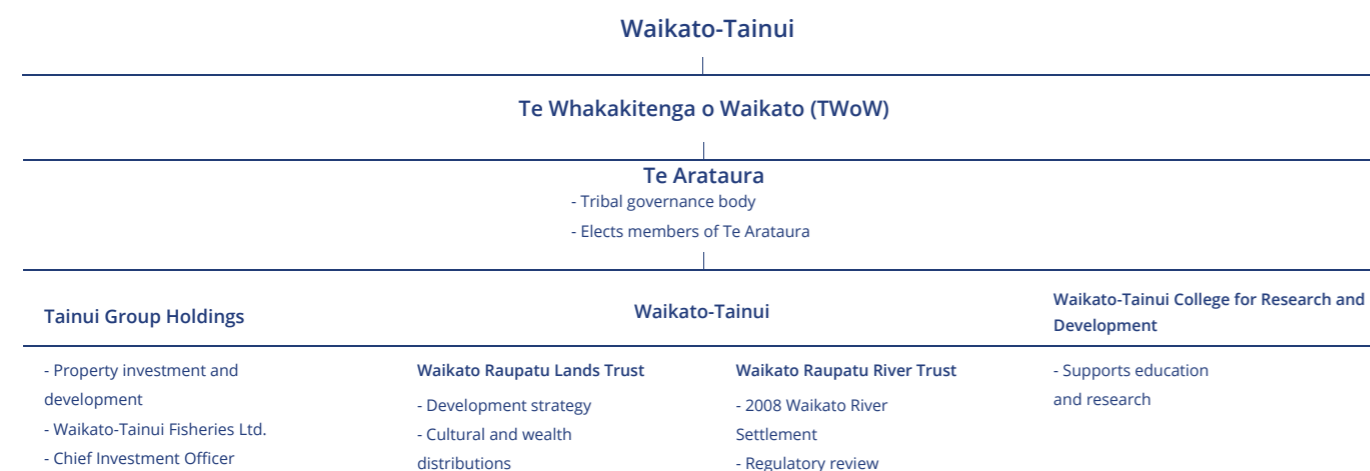 Waikato-Tainui
Te Whakakitenga o Waikato (TWoW)
Te Arataura
- Tribal governance body
- Elects members of Te Arataura
Tainui Group Holdings
- Property investment and
development
- Waikato-Tainui Fisheries Ltd.
- Chief Investment Officer
Waikato-Tainui
Waikato Raupatu Lands Trust
- Development strategy
- Cultural and wealth
distributions
Waikato Raupatu River Trust
- 2008 Waikato River
Settlement
- Regulatory review
Waikato-Tainui College for Research and
Development
- Supports education
and research